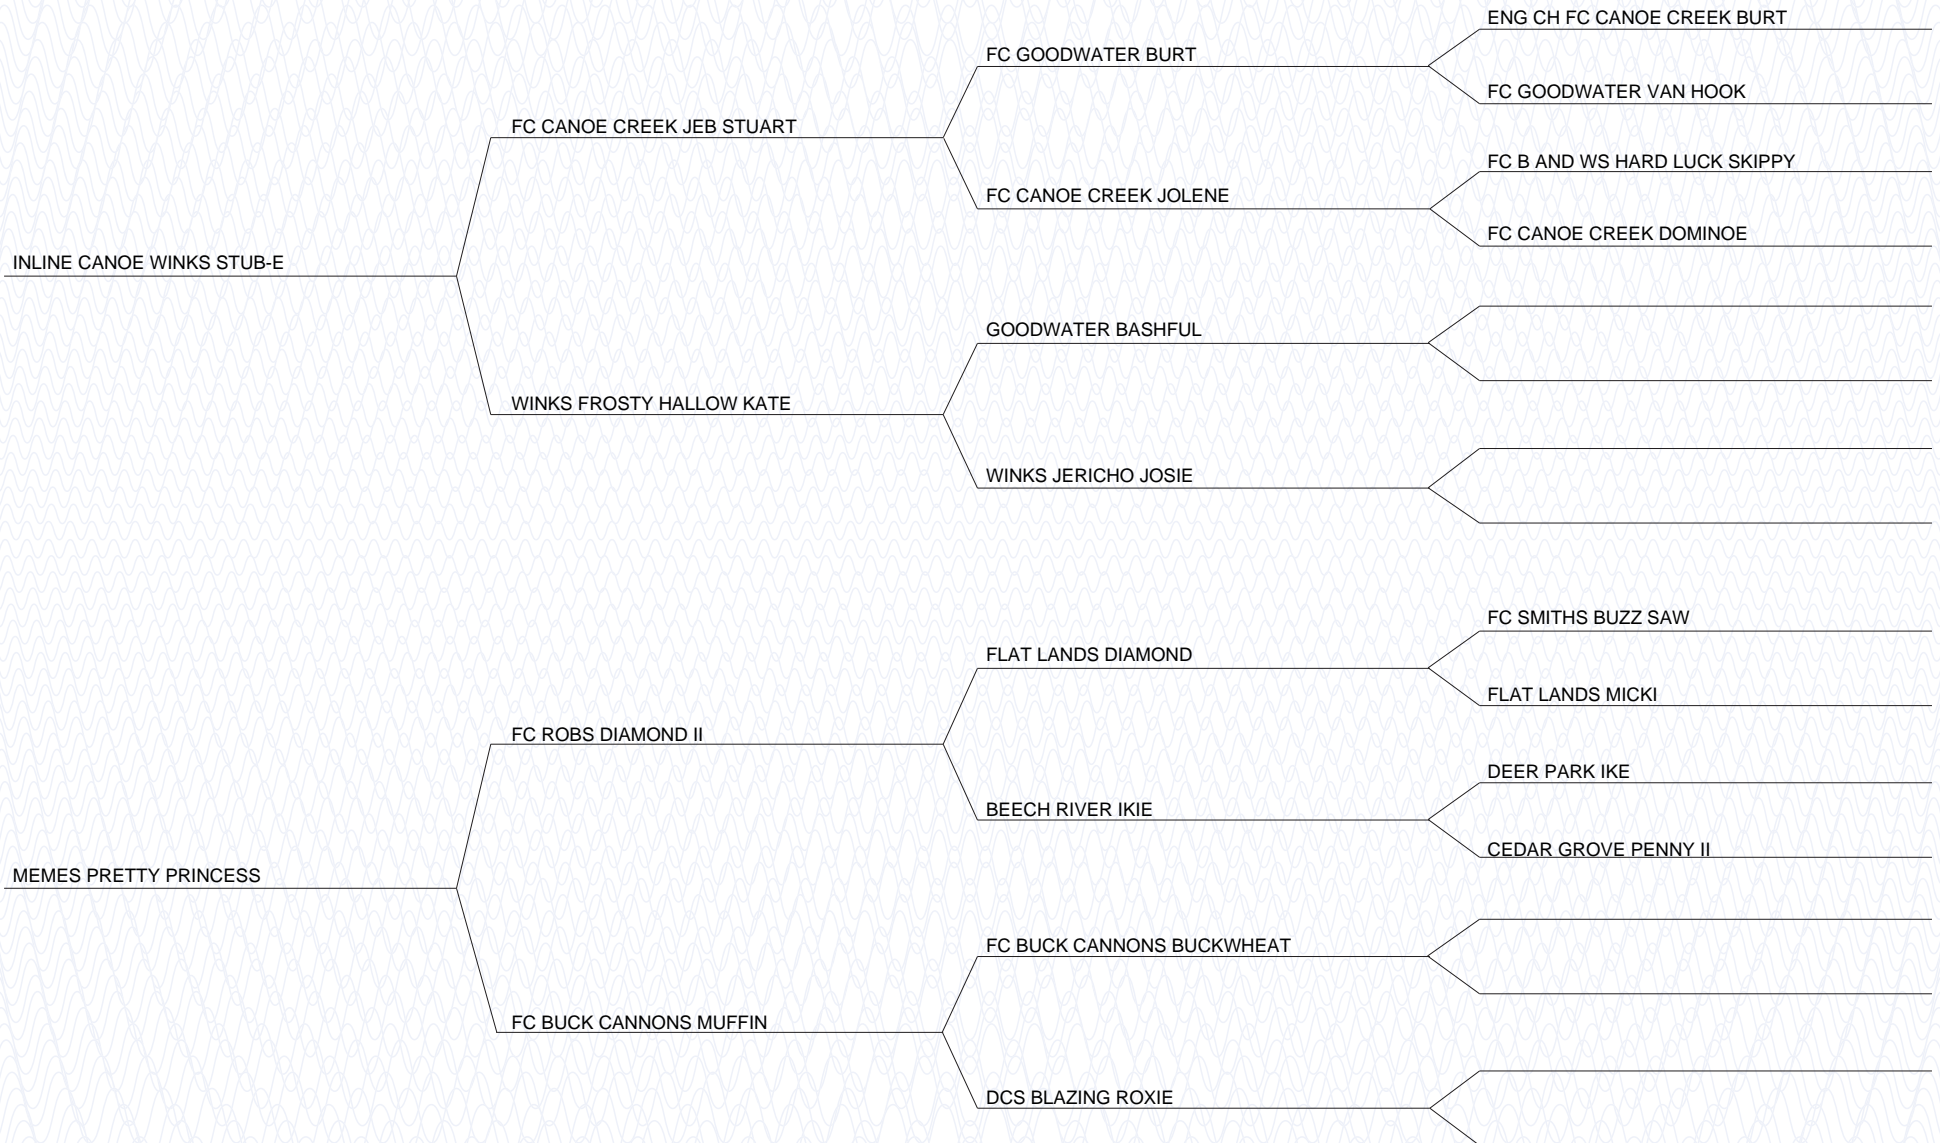 ENG CH FC CANOE CREEK BURT
FC GOODWATER BURT
FC GOODWATER VAN HOOK
FC CANOE CREEK JEB STUART
FC B AND WS HARD LUCK SKIPPY
FC CANOE CREEK JOLENE
FC CANOE CREEK DOMINOE
INLINE CANOE WINKS STUB-E
GOODWATER BASHFUL
WINKS FROSTY HALLOW KATE
WINKS JERICHO JOSIE
FC SMITHS BUZZ SAW
FLAT LANDS DIAMOND
FLAT LANDS MICKI
FC ROBS DIAMOND II
DEER PARK IKE
BEECH RIVER IKIE
CEDAR GROVE PENNY II
MEMES PRETTY PRINCESS
FC BUCK CANNONS BUCKWHEAT
FC BUCK CANNONS MUFFIN
DCS BLAZING ROXIE